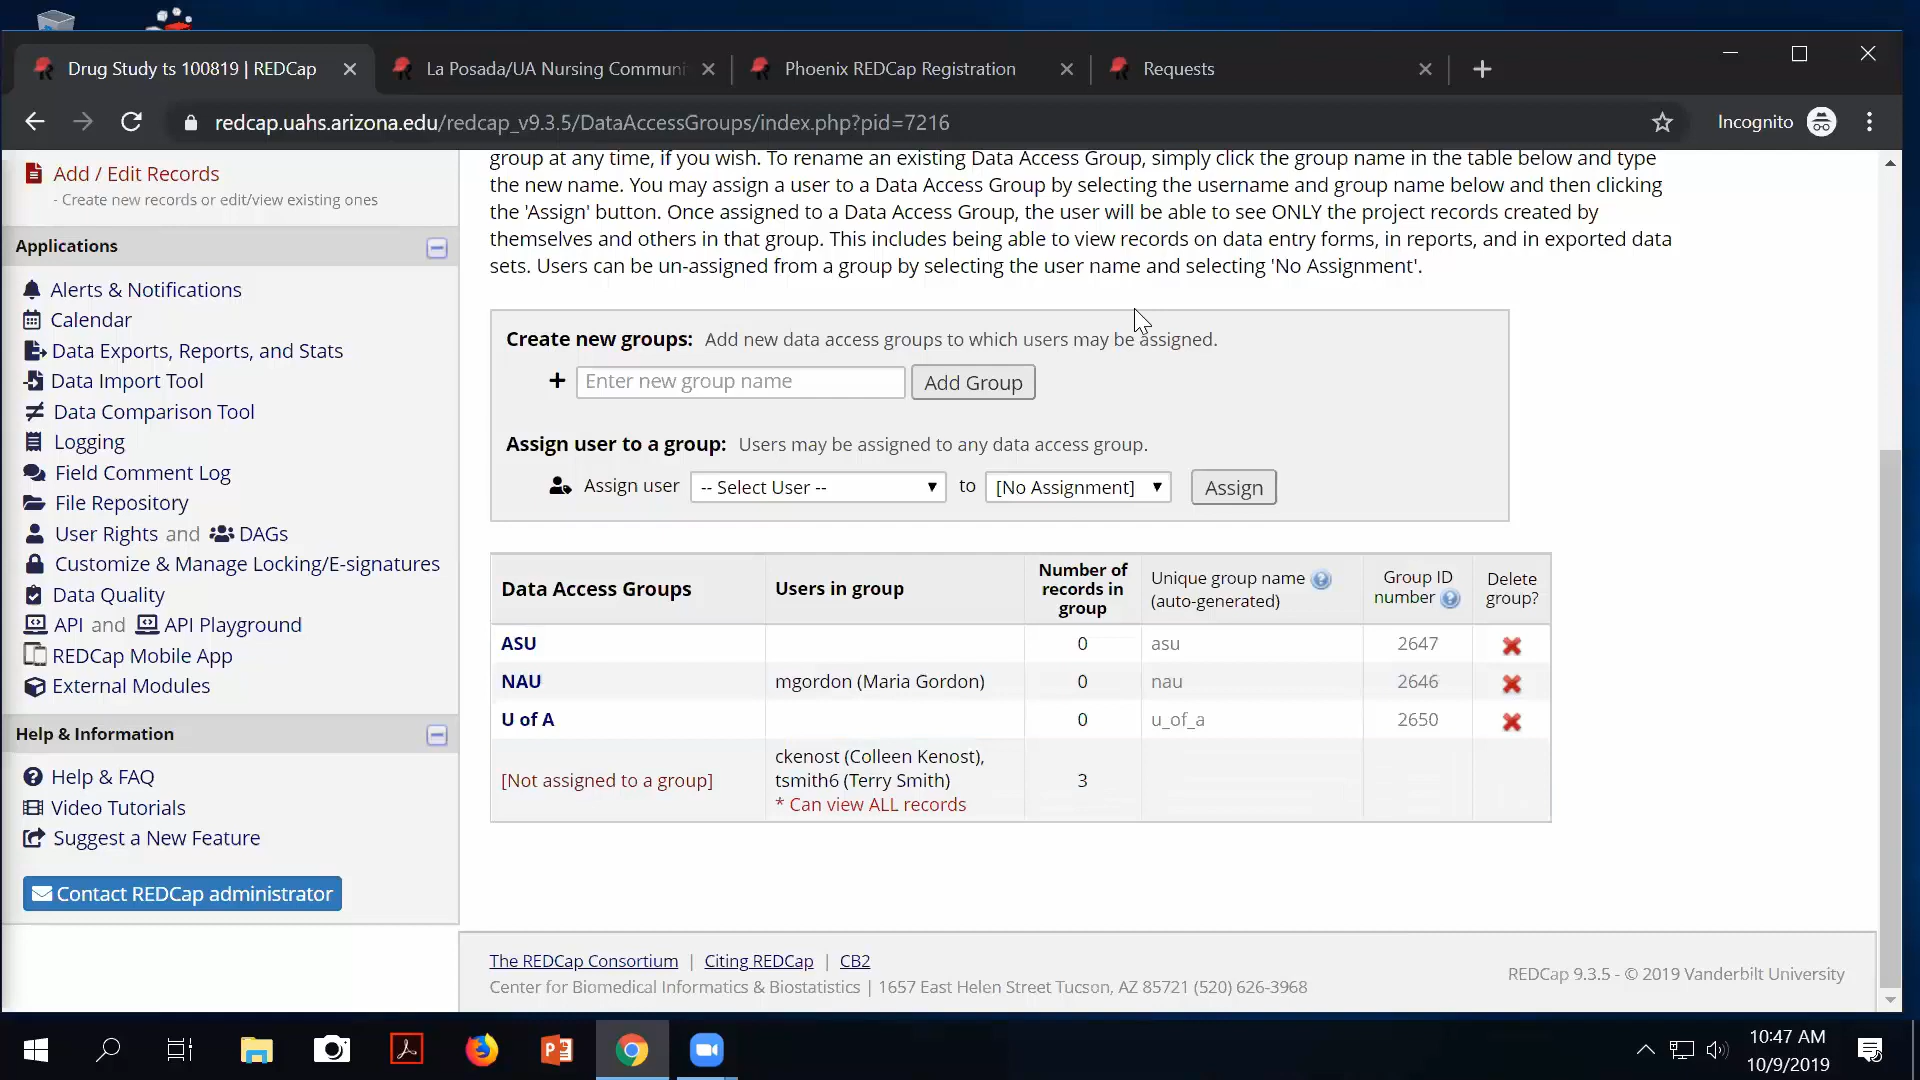 Drug Study ts 100819 | REDCap
La Posada/UA Nursing Communi
Phoenix REDCap Registration
Requests
redcap.uahs.arizona.edu/redcap_v9.3.5/DataAccessGroups/index.php?pid=7216
Incognito
Add / Edit Records
- Create new records or edit/view existing ones
Applications
Alerts & Notifications
Calendar
Data Exports, Reports, and Stats
Data Import Tool
Data Comparison Tool
Logging
Field Comment Log
File Repository
User Rights and DAGs
Customize & Manage Locking/E-signatures
Data Quality
API and API Playground
REDCap Mobile App
External Modules
Help & Information
Help & FAQ
Video Tutorials
Suggest a New Feature
Contact REDCap administrator
group at any time, if you wish. To rename an existing Data Access Group, simply click the group name in the table below and type
the new name. You may assign a user to a Data Access Group by selecting the username and group name below and then clicking
the 'Assign' button. Once assigned to a Data Access Group, the user will be able to see ONLY the project records created by
themselves and others in that group. This includes being able to view records on data entry forms, in reports, and in exported data
sets. Users can be un-assigned from a group by selecting the user name and selecting 'No Assignment'.
Create new groups: Add new data access groups to which users may be assigned.
Enter new group name Add Group
Assign user to a group: Users may be assigned to any data access group.
Assign user -- Select User -- to [No Assignment] Assign
Data Access Groups Users in group Number of records in group Unique group name (auto-generated) Group ID number Delete group?
ASU 0 asu 2647
NAU mgordon (Maria Gordon) 0 nau 2646
U of A 0 u_of_a 2650
[Not assigned to a group] ckenost (Colleen Kenost), 3
tsmith6 (Terry Smith)
* Can view ALL records
The REDCap Consortium | Citing REDCap | CB2
Center for Biomedical Informatics & Biostatistics | 1657 East Helen Street Tucson, AZ 85721 (520) 626-3968
REDCap 9.3.5 - © 2019 Vanderbilt University
10:47 AM
10/9/2019